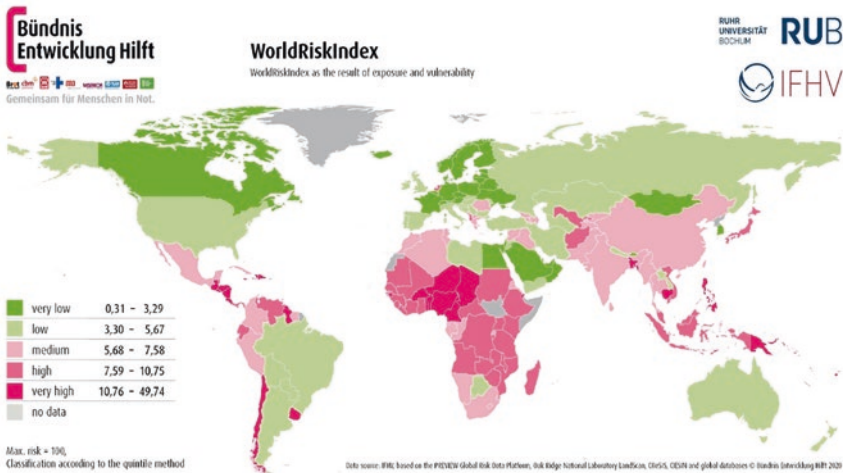 Bündnis
Entwicklung Hilft
Gemeinsam für Menschen in Not.
WorldRiskIndex
WorldRiskIndex as the result of exposure and vulnerability
RUHR
UNIVERSITÄT
BOCHUM
RUB
IFHV
very low 0,31 – 3,29
low 3,30 – 5,67
medium 5,68 – 7,58
high 7,59 – 10,75
very high 10,76 – 49,74
no data
Max. risk = 100,
Classification according to the quintile method
Data source: IFHV, based on the PREVIEW Global Risk Data Platform, Oak Ridge National Laboratory LandScan, CReSIS, CIESIN and global databases © Bündnis Entwicklung Hilft 2020